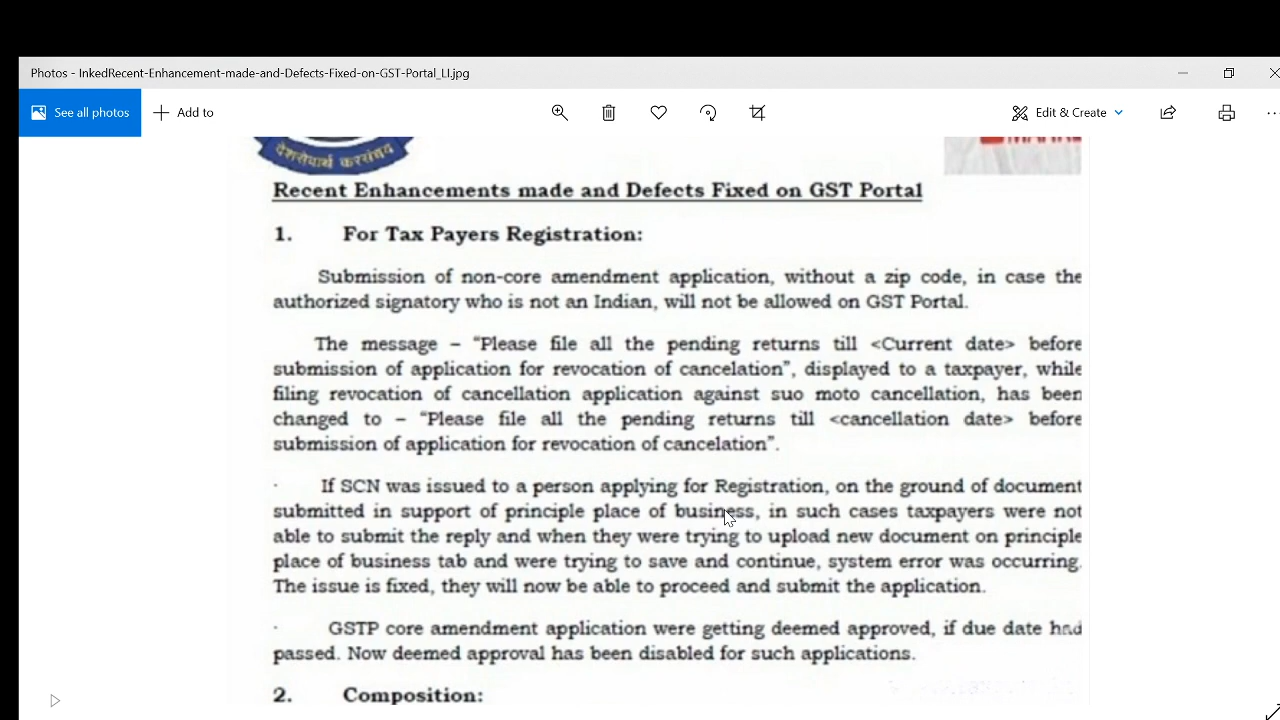 Photos - InkedRecent-Enhancement-made-and-Defects-Fixed-on-GST-Portal_LI.jpg
See all photos
Add to
Edit & Create
देशसेवार्थ करसंचय
Recent Enhancements made and Defects Fixed on GST Portal
1. For Tax Payers Registration:
Submission of non-core amendment application, without a zip code, in case the
authorized signatory who is not an Indian, will not be allowed on GST Portal.
The message – “Please file all the pending returns till <Current date> before
submission of application for revocation of cancelation”, displayed to a taxpayer, while
filing revocation of cancellation application against suo moto cancellation, has been
changed to – “Please file all the pending returns till <cancellation date> before
submission of application for revocation of cancelation”.
· If SCN was issued to a person applying for Registration, on the ground of document
submitted in support of principle place of business, in such cases taxpayers were not
able to submit the reply and when they were trying to upload new document on principle
place of business tab and were trying to save and continue, system error was occurring.
The issue is fixed, they will now be able to proceed and submit the application.
· GSTP core amendment application were getting deemed approved, if due date had
passed. Now deemed approval has been disabled for such applications.
2. Composition: